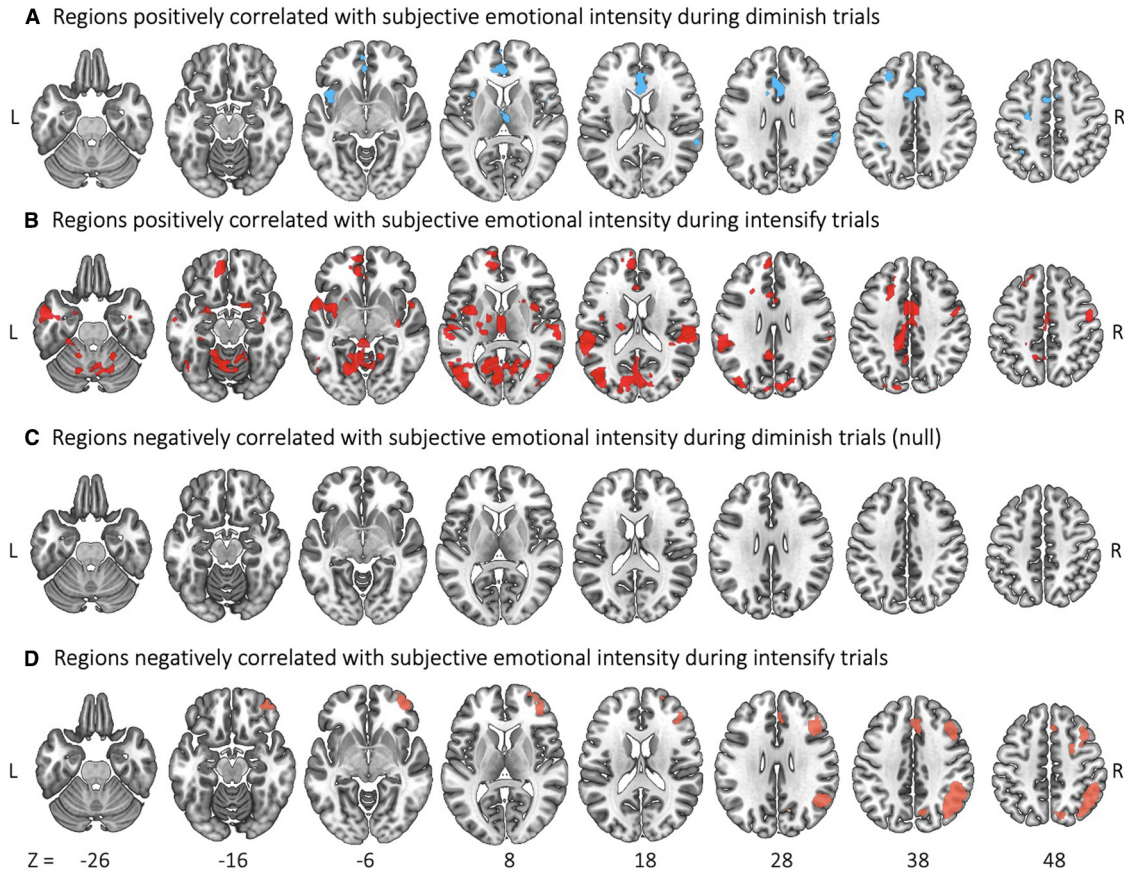 A Regions positively correlated with subjective emotional intensity during diminish trials
L R
B Regions positively correlated with subjective emotional intensity during intensify trials
L R
C Regions negatively correlated with subjective emotional intensity during diminish trials (null)
L R
D Regions negatively correlated with subjective emotional intensity during intensify trials
L R
Z = -26 -16 -6 8 18 28 38 48